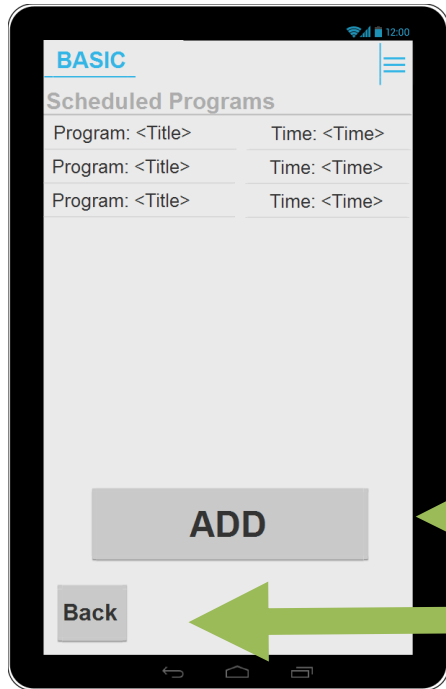 12:00
BASIC
Scheduled Programs
Program: <Title> Time: <Time>
Program: <Title> Time: <Time>
Program: <Title> Time: <Time>
ADD
Back